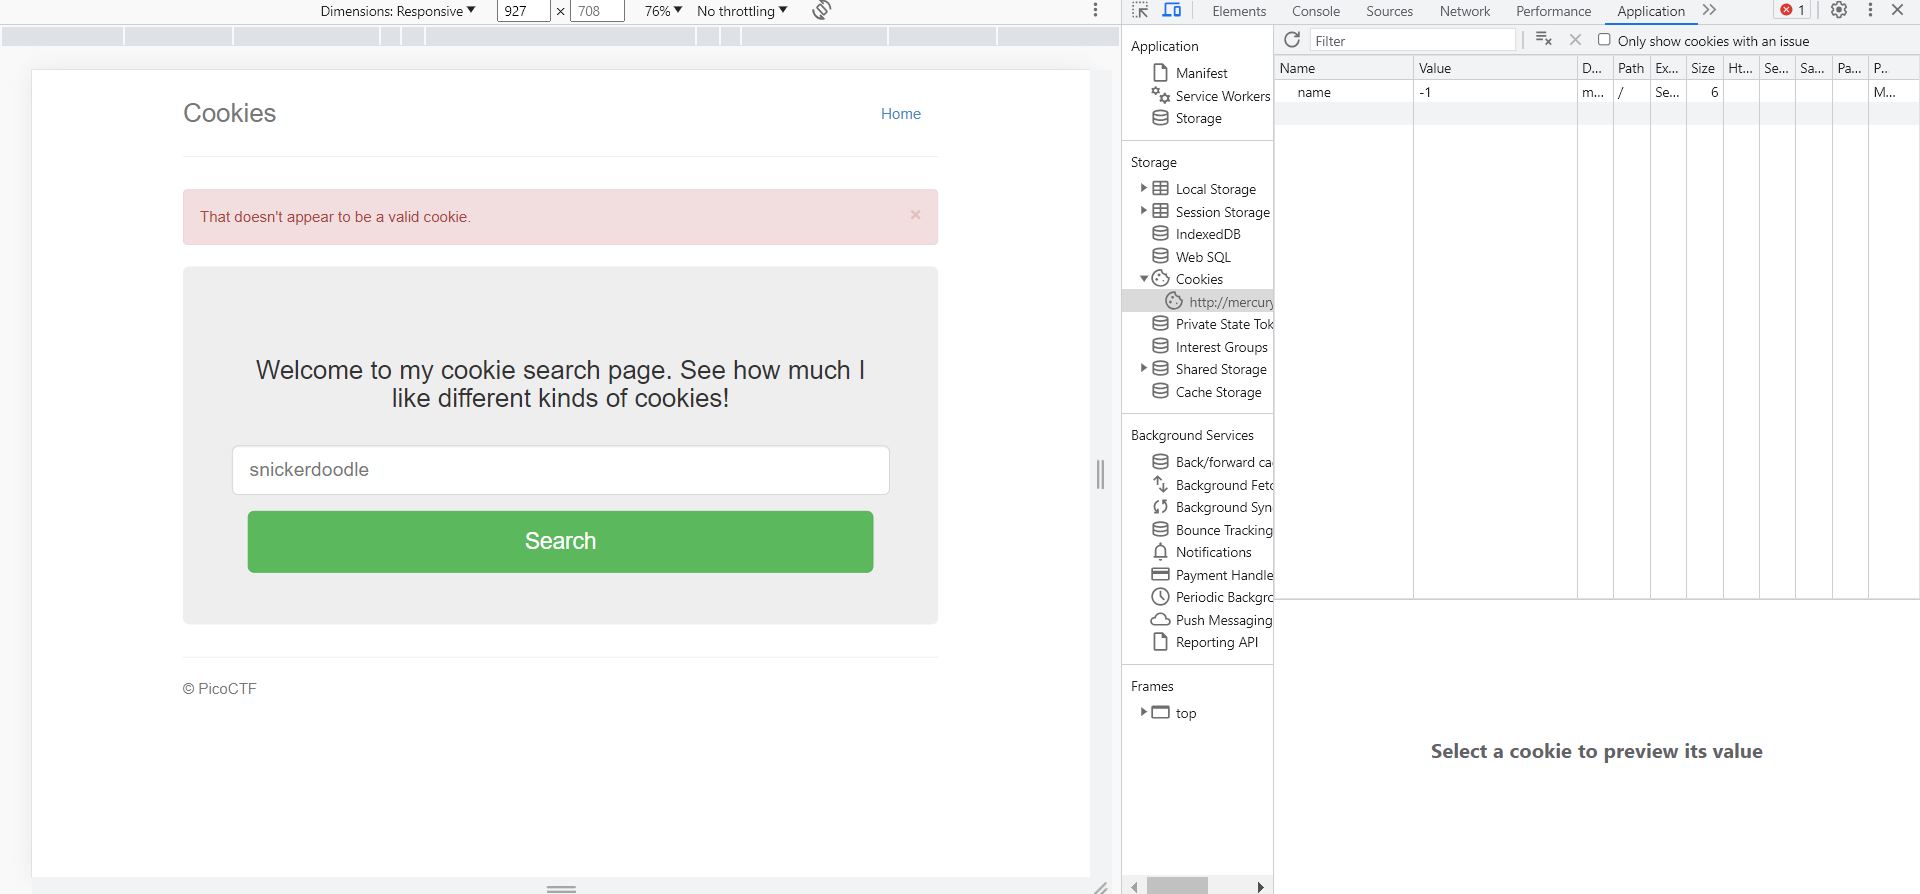 Dimensions: Responsive 927 × 708 76% No throttling
Elements Console Sources Network Performance Application 1
Cookies Home
That doesn't appear to be a valid cookie. ×
Welcome to my cookie search page. See how much I
like different kinds of cookies!
snickerdoodle
Search
© PicoCTF
Application
Manifest
Service Workers
Storage
Storage
Local Storage
Session Storage
IndexedDB
Web SQL
Cookies
http://mercury
Private State Tok
Interest Groups
Shared Storage
Cache Storage
Background Services
Back/forward ca
Background Fetc
Background Syn
Bounce Tracking
Notifications
Payment Handle
Periodic Backgro
Push Messaging
Reporting API
Frames
top
Filter Only show cookies with an issue
Name Value D... Path Ex... Size Ht... Se... Sa... Pa... P..
name -1 m... / Se... 6 M...
Select a cookie to preview its value